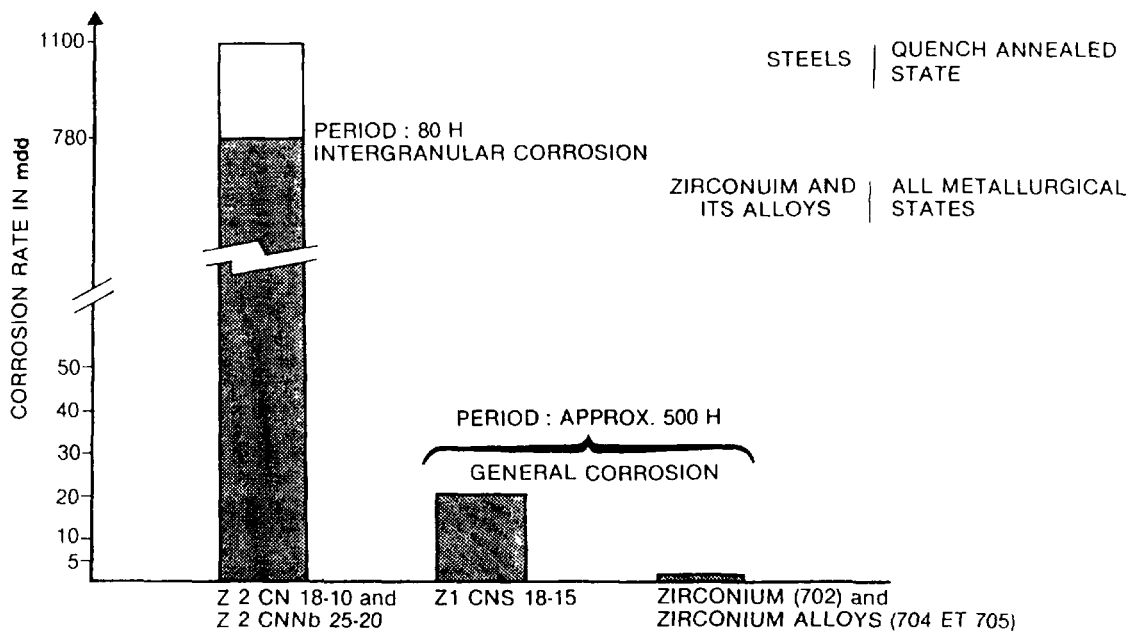 1100
780
50
40
30
20
10
5
CORROSION RATE IN mdd
STEELS
QUENCH ANNEALED
STATE
PERIOD : 80 H
INTERGRANULAR CORROSION
ZIRCONUIM AND
ITS ALLOYS
ALL METALLURGICAL
STATES
PERIOD : APPROX. 500 H
GENERAL CORROSION
Z 2 CN 18-10 and
Z 2 CNNb 25-20
Z1 CNS 18-15
ZIRCONIUM (702) and
ZIRCONIUM ALLOYS (704 ET 705)